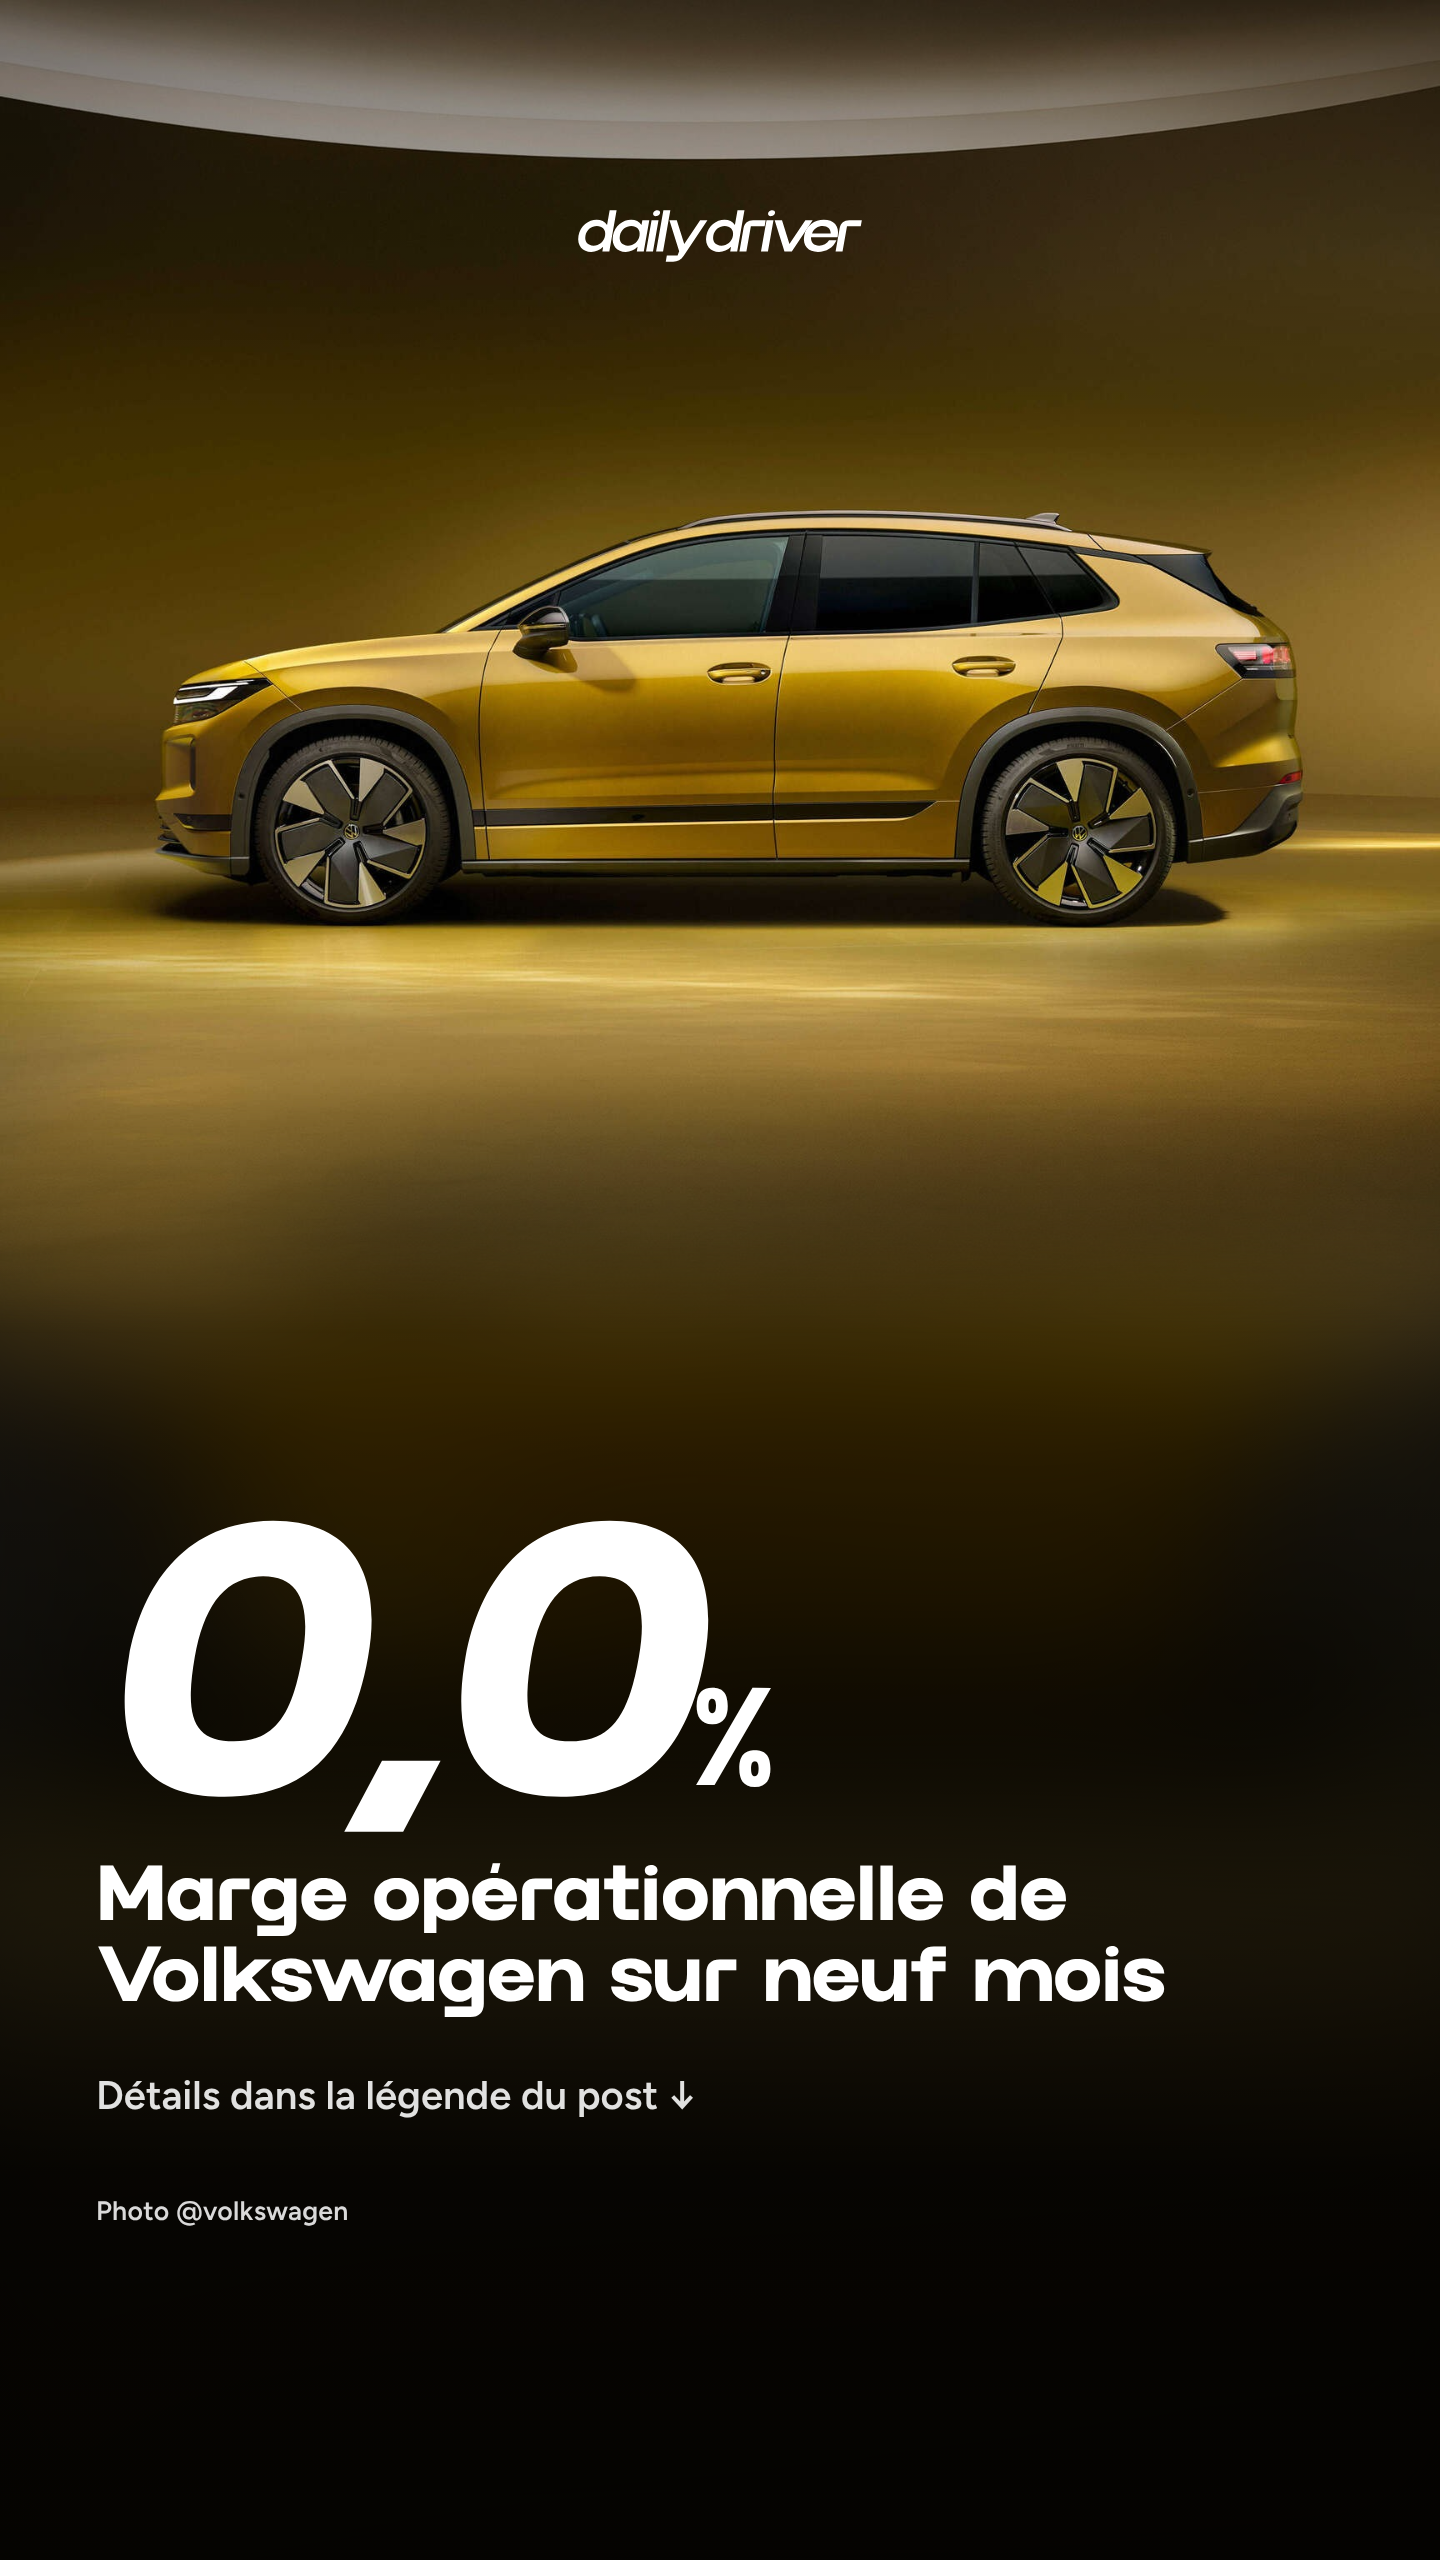 dailydriver
0,0%
Marge opérationnelle de
Volkswagen sur neuf mois
Détails dans la légende du post ↓
Photo @volkswagen